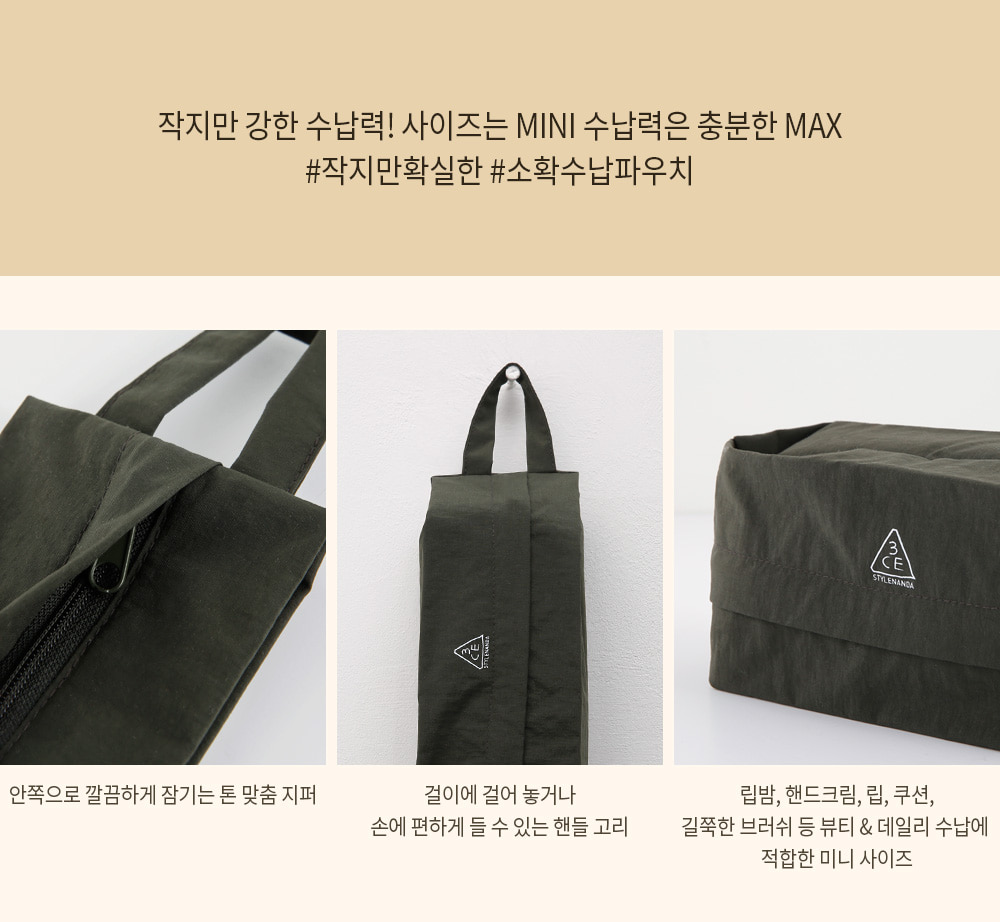 작지만 강한 수납력! 사이즈는 MINI 수납력은 충분한 MAX
#작지만확실한 #소확수납파우치
안쪽으로 깔끔하게 잠기는 톤 맞춤 지퍼
3
CE
STYLENANDA
걸이에 걸어 놓거나
손에 편하게 들 수 있는 핸들 고리
3
CE
STYLENANDA
립밤, 핸드크림, 립, 쿠션,
길쭉한 브러쉬 등 뷰티 & 데일리 수납에
적합한 미니 사이즈